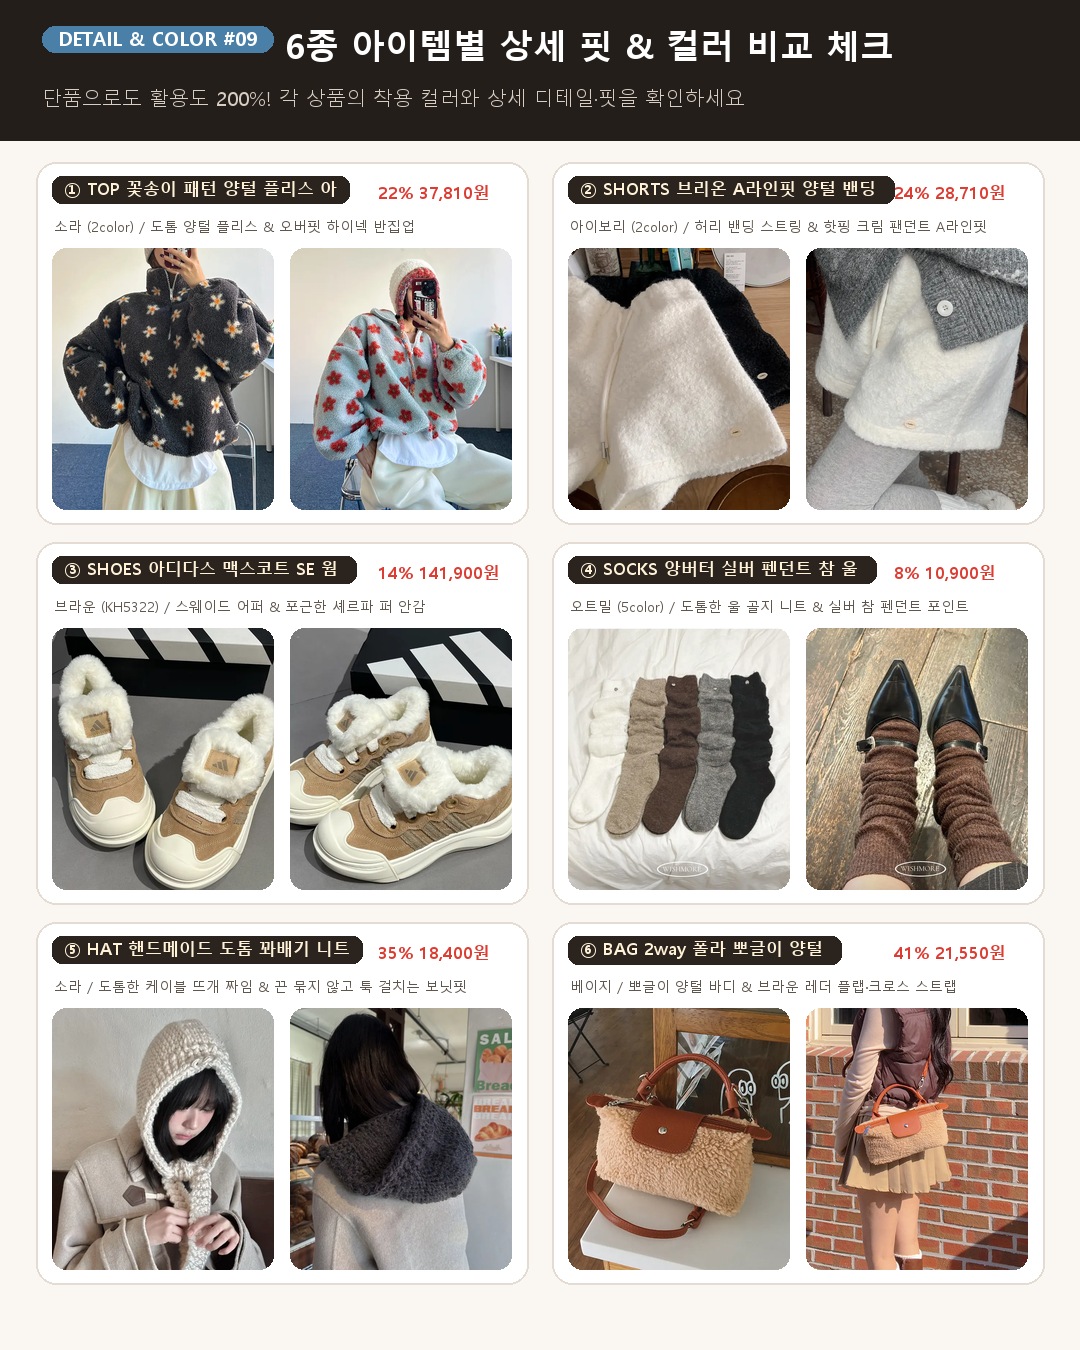 DETAIL & COLOR #09
6종 아이템별 상세 핏 & 컬러 비교 체크
단품으로도 활용도 200%! 각 상품의 착용 컬러와 상세 디테일·핏을 확인하세요
① TOP 꽃송이 패턴 양털 플리스 아
22% 37,810원
소라 (2color) / 도톰 양털 플리스 & 오버핏 하이넥 반집업
② SHORTS 브리온 A라인핏 양털 밴딩
24% 28,710원
아이보리 (2color) / 허리 밴딩 스트링 & 핫핑 크림 팬던트 A라인핏
③ SHOES 아디다스 맥스코트 SE 웜
14% 141,900원
브라운 (KH5322) / 스웨이드 어퍼 & 포근한 셰르파 퍼 안감
④ SOCKS 앙버터 실버 펜던트 참 울
8% 10,900원
오트밀 (5color) / 도톰한 울 골지 니트 & 실버 참 펜던트 포인트
WISHMORE
WISHMORE
⑤ HAT 핸드메이드 도톰 꽈배기 니트
35% 18,400원
소라 / 도톰한 케이블 뜨개 짜임 & 끈 묶지 않고 툭 걸치는 보닛핏
SAL
Bread
BREAD
⑥ BAG 2way 폴라 뽀글이 양털
41% 21,550원
베이지 / 뽀글이 양털 바디 & 브라운 레더 플랩·크로스 스트랩